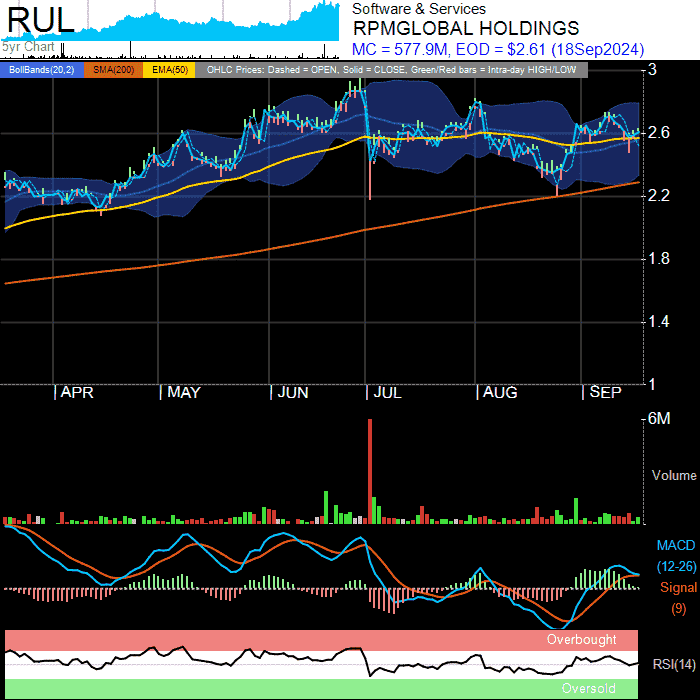 RUL
5yr Chart
Software & Services
RPMGLOBAL HOLDINGS
MC = 577.9M, EOD = $2.61 (18Sep2024)
BollBands(20,2) SMA(200) EMA(50) OHLC Prices: Dashed = OPEN, Solid = CLOSE, Green/Red bars = Intra-day HIGH/LOW
3
2.6
2.2
1.8
1.4
1
APR MAY JUN JUL AUG SEP
6M
Volume
MACD
(12-26)
Signal
(9)
Overbought
RSI(14)
Oversold